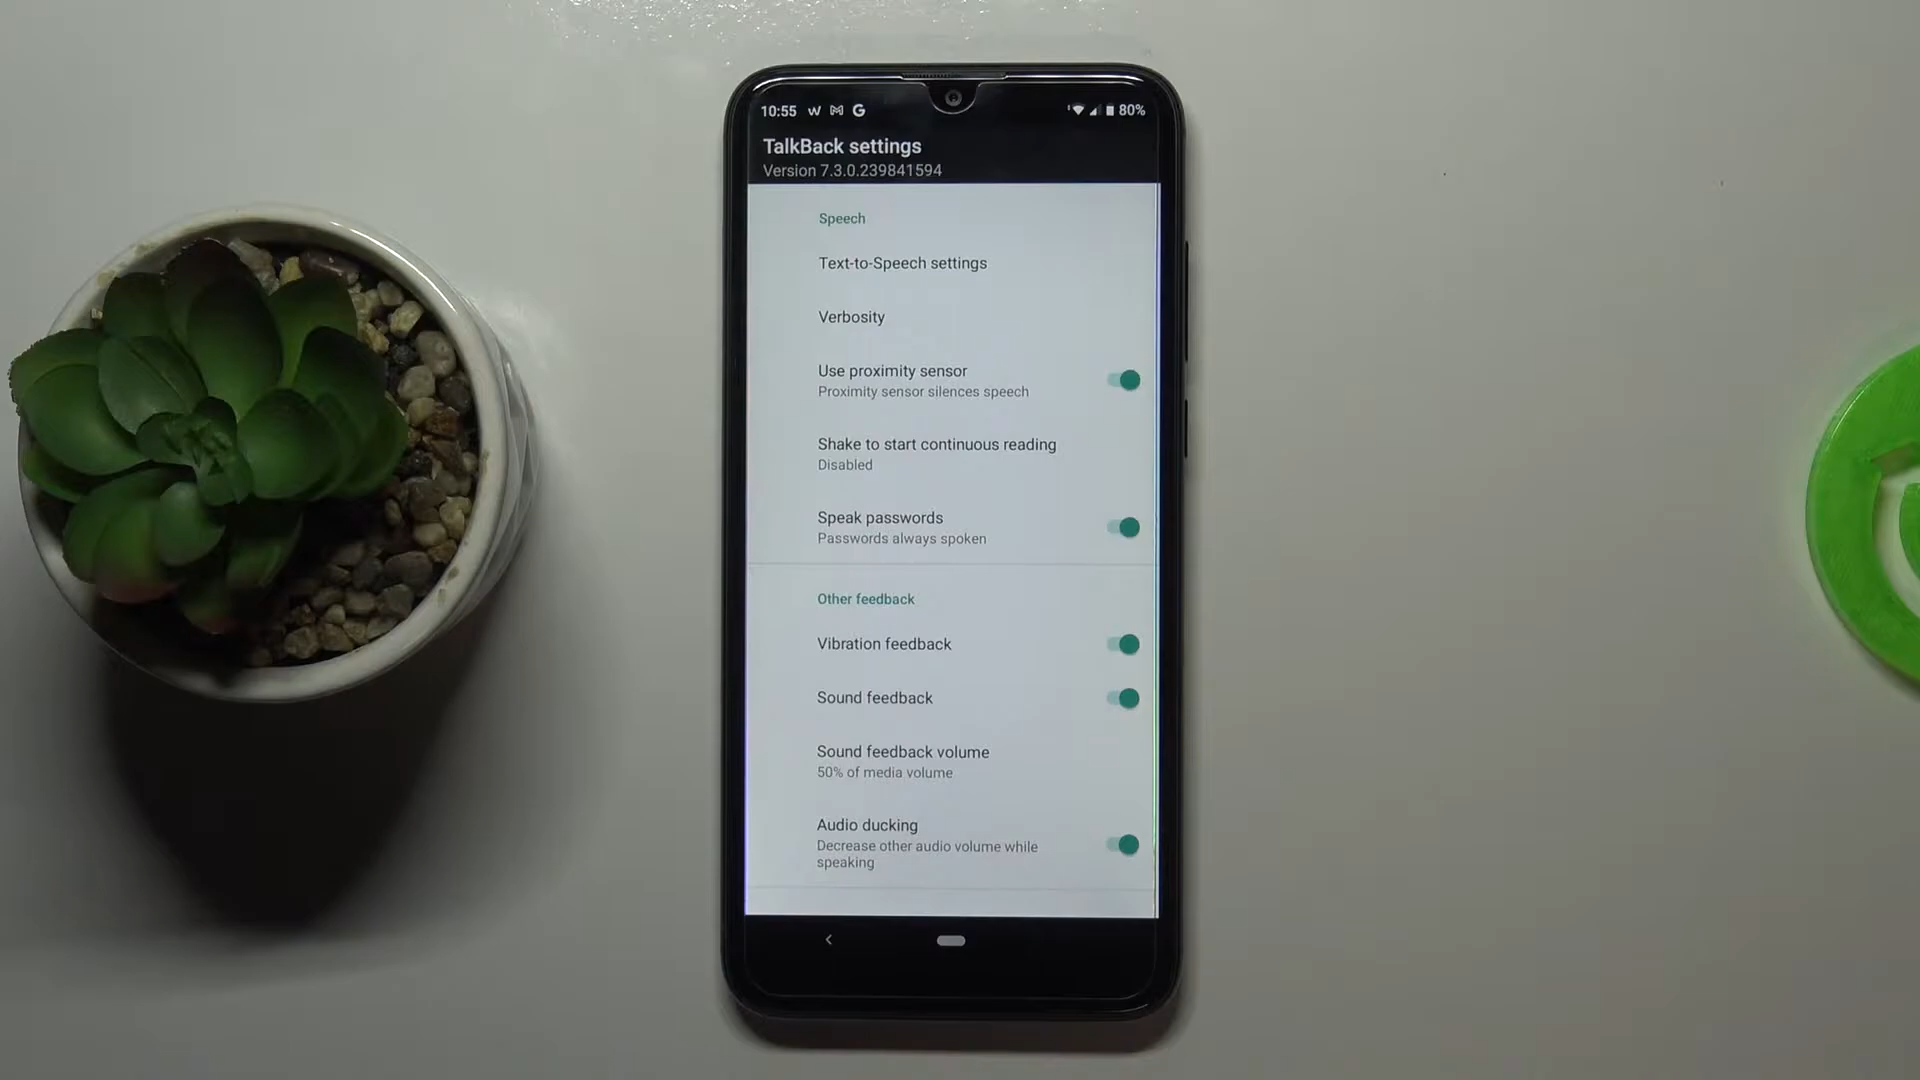 10:55 W M G 80%
TalkBack settings
Version 7.3.0.239841594
Speech
Text-to-Speech settings
Verbosity
Use proximity sensor
Proximity sensor silences speech
Shake to start continuous reading
Disabled
Speak passwords
Passwords always spoken
Other feedback
Vibration feedback
Sound feedback
Sound feedback volume
50% of media volume
Audio ducking
Decrease other audio volume while
speaking